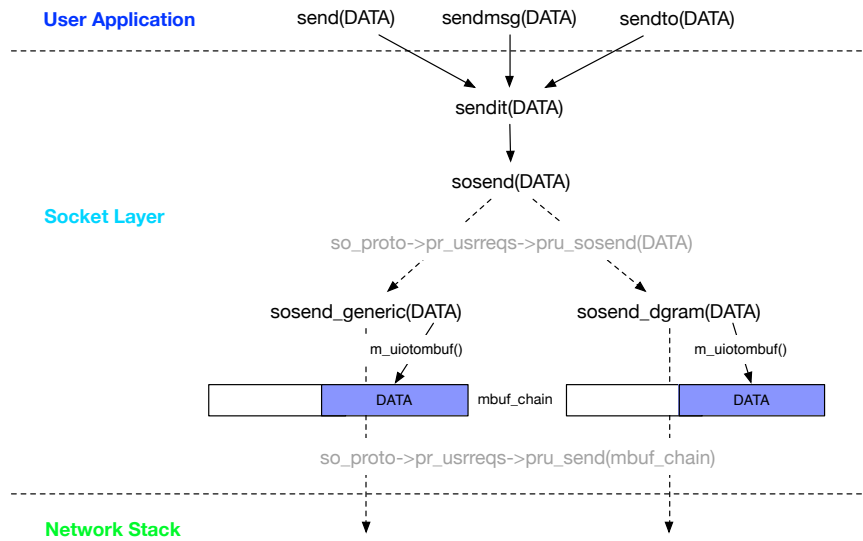 User Application
send(DATA)
sendmsg(DATA)
sendto(DATA)
sendit(DATA)
sosend(DATA)
Socket Layer
so_proto->pr_usrreqs->pru_sosend(DATA)
sosend_generic(DATA)
sosend_dgram(DATA)
m_uiotombuf()
m_uiotombuf()
DATA
mbuf_chain
DATA
so_proto->pr_usrreqs->pru_send(mbuf_chain)
Network Stack